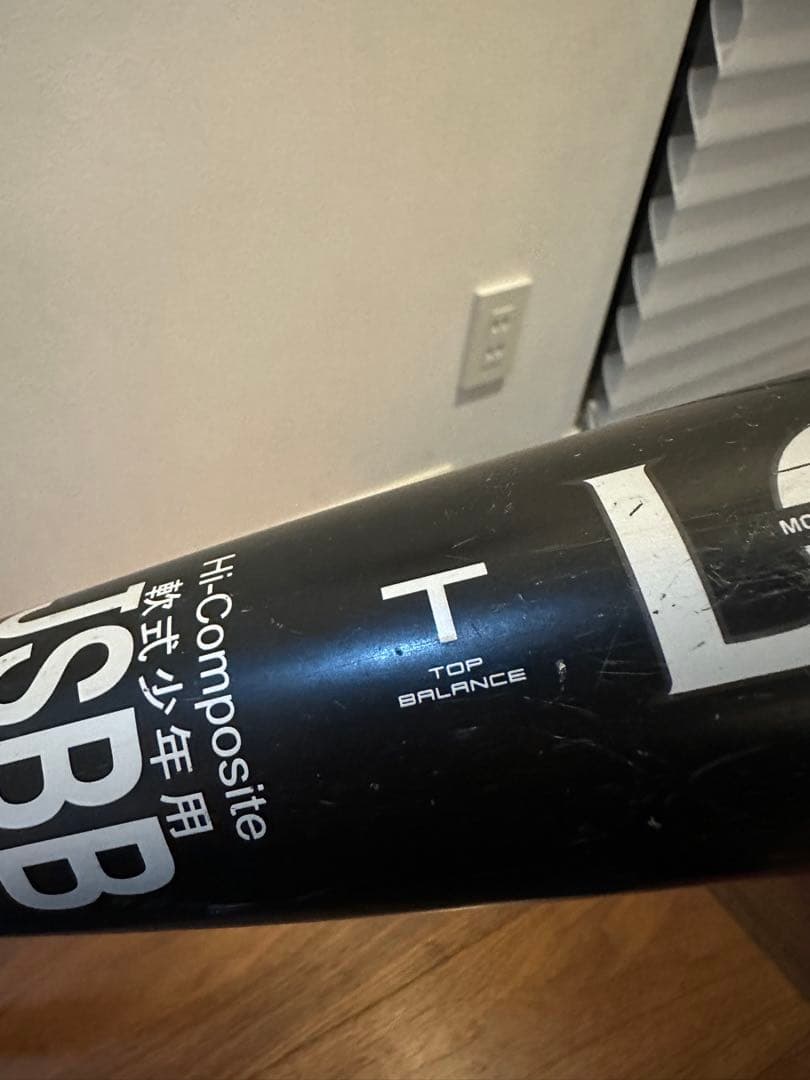 JSBB
軟式少年用
Hi-Composite
T
TOP
BALANCE
L